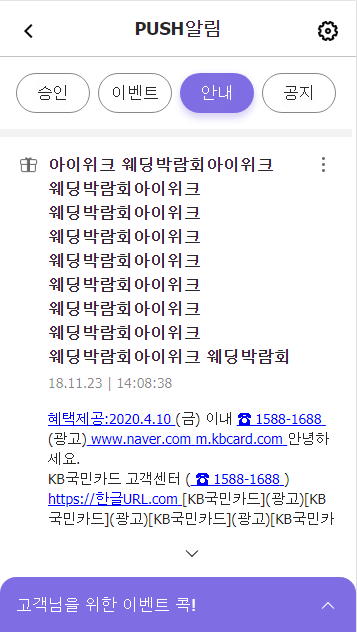 PUSH알림
승인 이벤트 안내 공지
아이위크 웨딩박람회아이위크
웨딩박람회아이위크
웨딩박람회아이위크
웨딩박람회아이위크
웨딩박람회아이위크
웨딩박람회아이위크
웨딩박람회아이위크
웨딩박람회아이위크
웨딩박람회아이위크 웨딩박람회
18.11.23 | 14:08:38
혜택제공:2020.4.10 (금) 이내 ☎ 1588-1688
(광고) www.naver.com m.kbcard.com 안녕하
세요.
KB국민카드 고객센터 ( ☎ 1588-1688 )
https://한글URL.com [KB국민카드](광고)[KB
국민카드](광고)[KB국민카드](광고)[KB국민카
고객님을 위한 이벤트 콕!